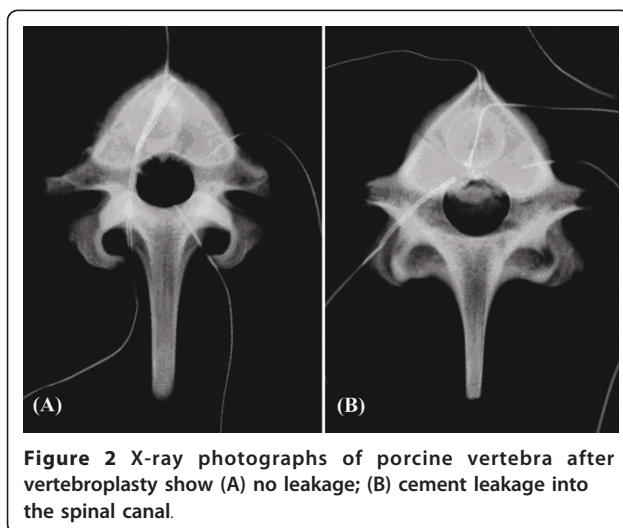 (A)
(B)
Figure 2 X-ray photographs of porcine vertebra after
vertebroplasty show (A) no leakage; (B) cement leakage into
the spinal canal.